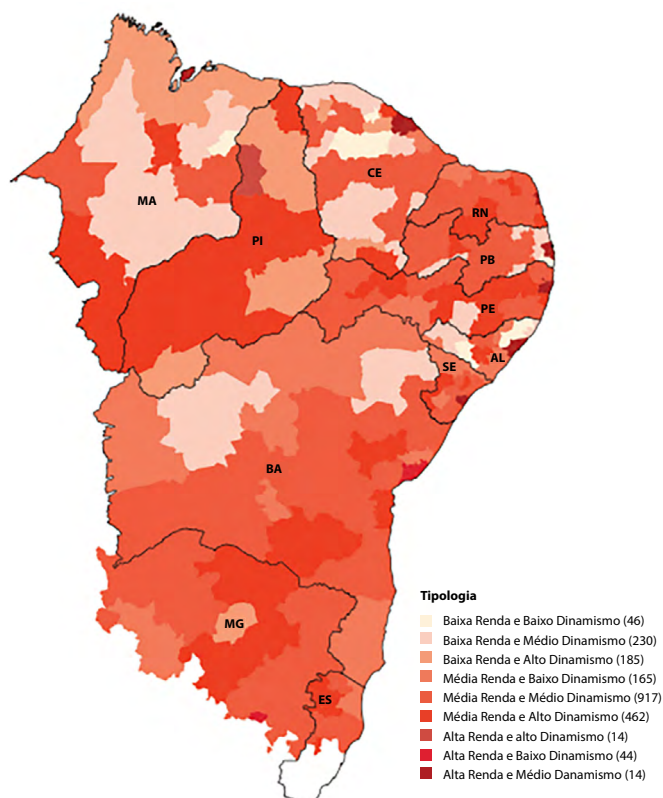 MA
PI
CE
RN
PB
PE
AL
SE
BA
MG
ES
Tipologia
Baixa Renda e Baixo Dinamismo (46)
Baixa Renda e Médio Dinamismo (230)
Baixa Renda e Alto Dinamismo (185)
Média Renda e Baixo Dinamismo (165)
Média Renda e Médio Dinamismo (917)
Média Renda e Alto Dinamismo (462)
Alta Renda e alto Dinamismo (14)
Alta Renda e Baixo Dinamismo (44)
Alta Renda e Médio Danamismo (14)